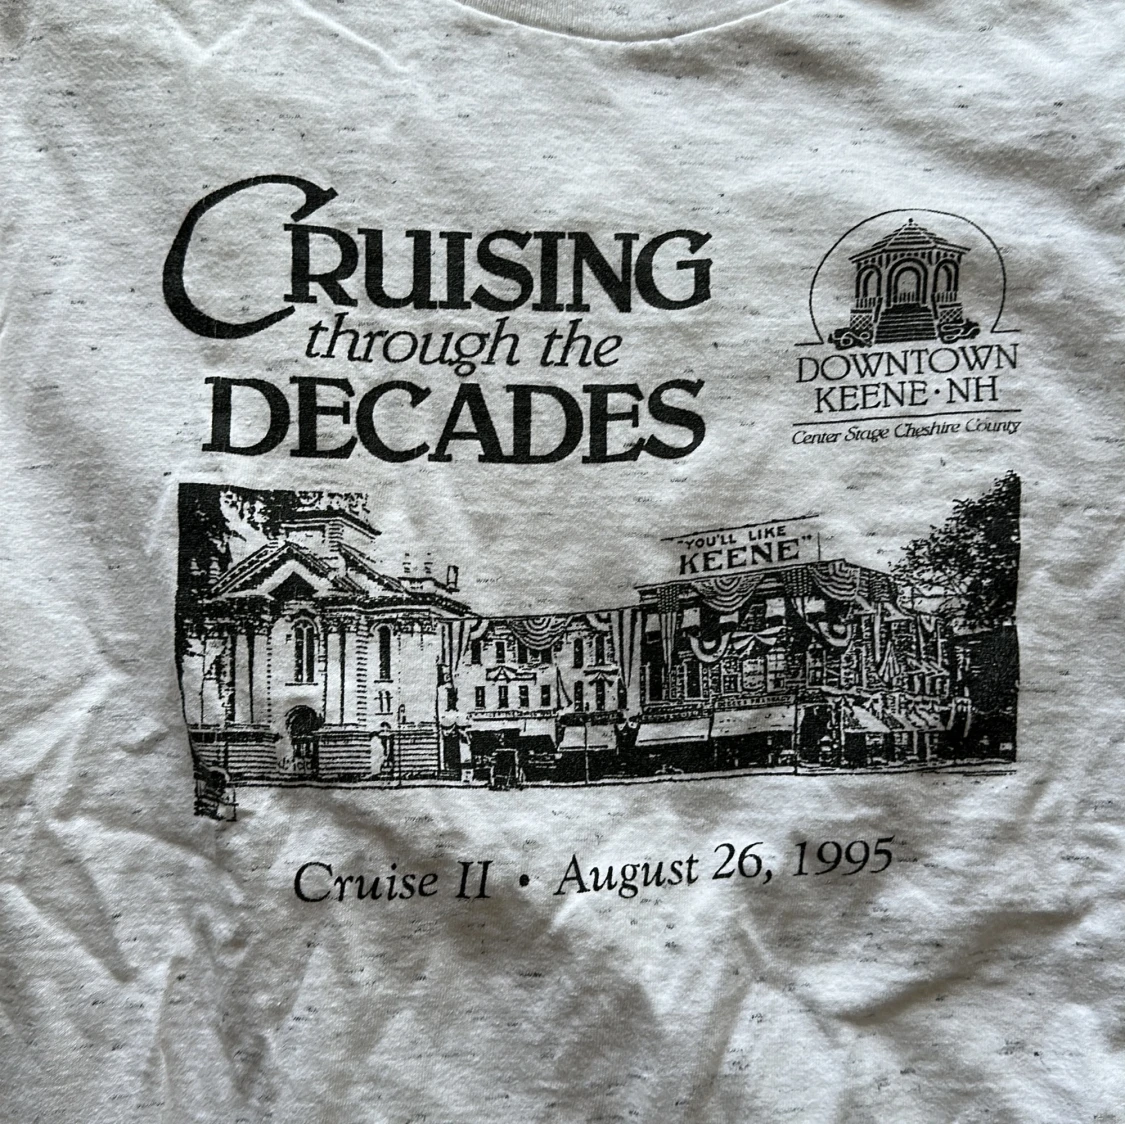 CRUISING
through the
DECADES
DOWNTOWN
KEENE · NH
Center Stage Cheshire County
"YOU'LL LIKE
KEENE"
Cruise II • August 26, 1995